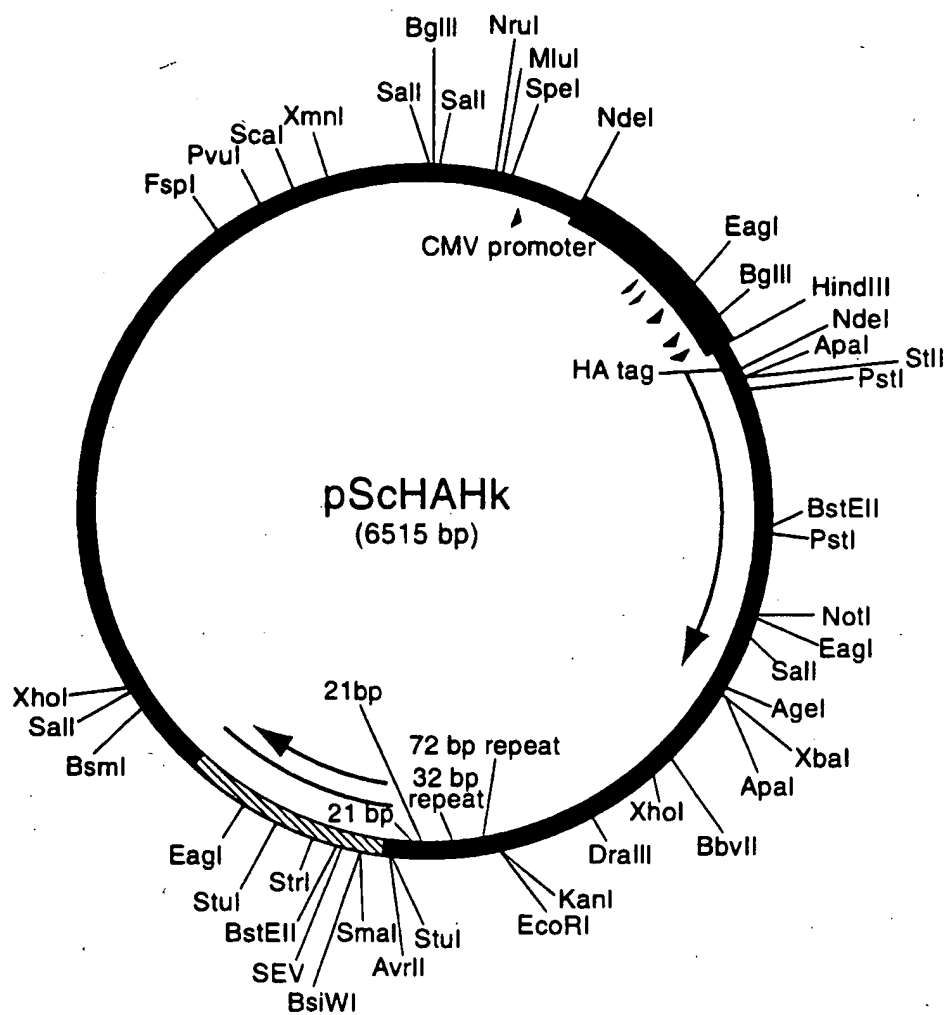 BglII
NruI
MluI
SpeI
SalI
SalI
NdeI
XmnI
ScaI
PvuI
FspI
CMV promoter
EagI
BglII
HindIII
NdeI
ApaI
StII
PstI
HA tag
pScHAHk
(6515 bp)
BstEII
PstI
NotI
EagI
SalI
AgeI
XbaI
ApaI
BbvII
XhoI
DraIII
KanI
EcoRI
21bp
72 bp repeat
32 bp
repeat
21 bp
XhoI
SalI
BsmI
EagI
StuI
StrI
BstEII
SEV
BsiWI
SmaI
AvrII
StuI